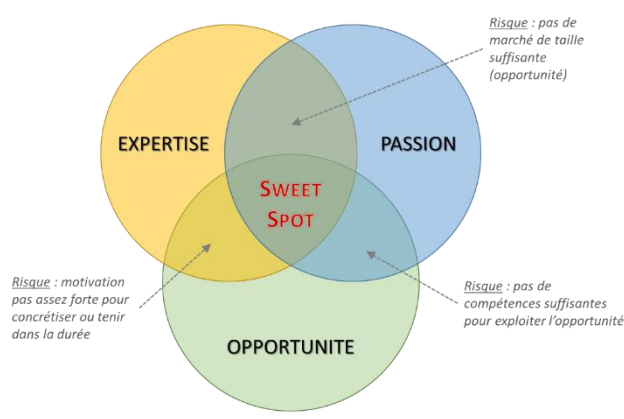 Risque : pas de
marché de taille
suffisante
(opportunité)
EXPERTISE
PASSION
SWEET
SPOT
Risque : motivation
pas assez forte pour
concrétiser ou tenir
dans la durée
Risque : pas de
compétences suffisantes
pour exploiter l'opportunité
OPPORTUNITE